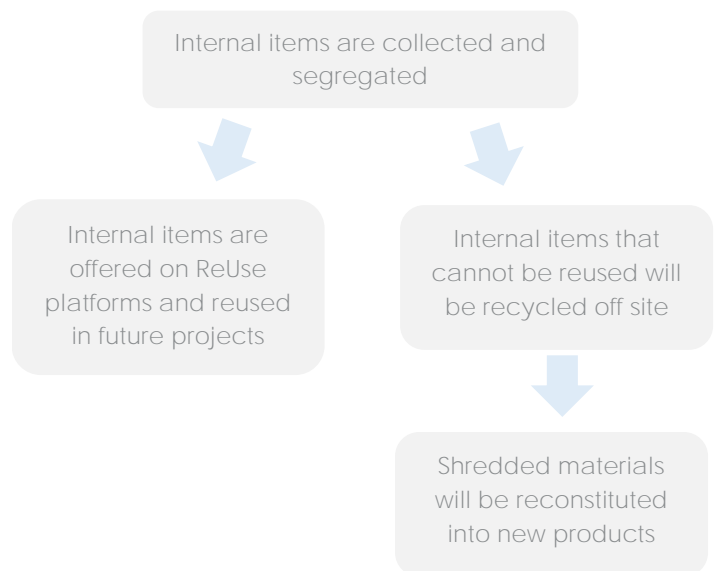 Internal items are collected and
segregated
Internal items are
offered on ReUse
platforms and reused
in future projects
Internal items that
cannot be reused will
be recycled off site
Shredded materials
will be reconstituted
into new products